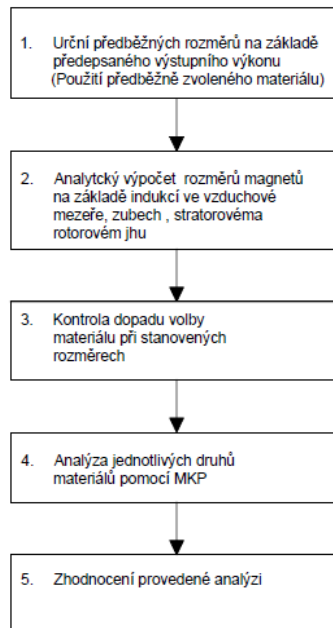 1. Urční předběžných rozměrů na základě
předepsaného výstupního výkonu
(Použití předběžně zvoleného materiálu)
2. Analytcký výpočet rozměrů magnetů
na základě indukcí ve vzduchové
mezeře, zubech , stratorovéma
rotorovém jhu
3. Kontrola dopadu volby
materiálu při stanovených
rozměrech
4. Analýza jednotlivých druhů
materiálů pomocí MKP
5. Zhodnocení provedené analýzi